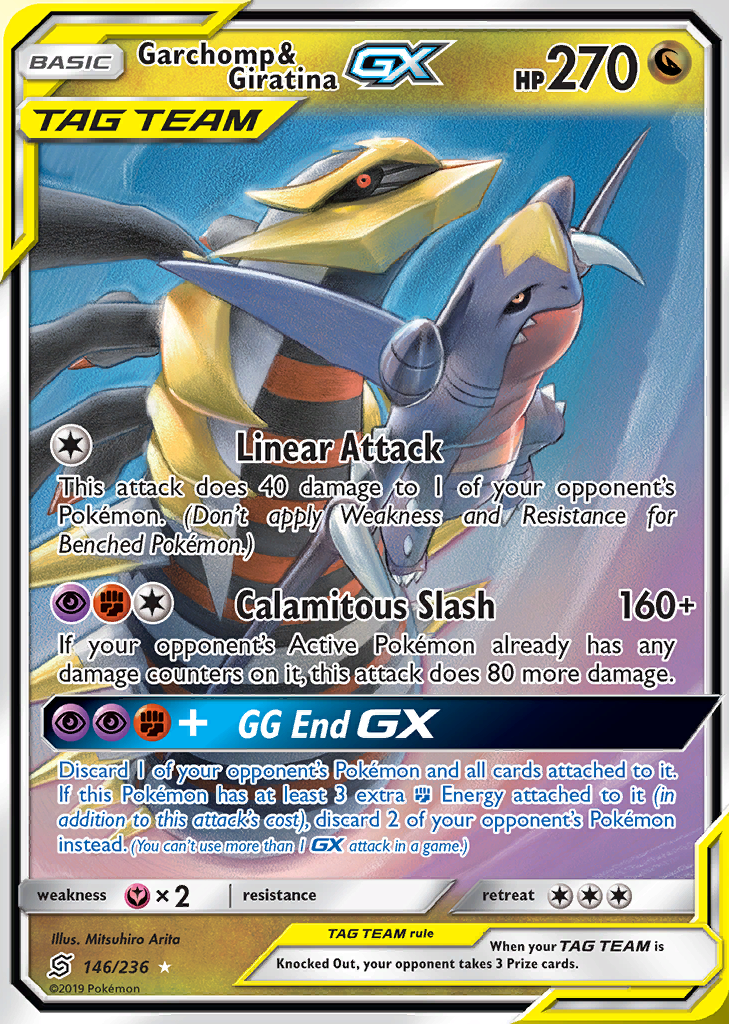 BASIC Garchomp& Giratina GX HP 270
TAG TEAM
Linear Attack
This attack does 40 damage to 1 of your opponent's
Pokémon. (Don't apply Weakness and Resistance for
Benched Pokémon.)
Calamitous Slash 160+
If your opponent's Active Pokémon already has any
damage counters on it, this attack does 80 more damage.
+ GG End GX
Discard 1 of your opponent's Pokémon and all cards attached to it.
If this Pokémon has at least 3 extra Energy attached to it (in
addition to this attack's cost), discard 2 of your opponent's Pokémon
instead. (You can't use more than 1 GX attack in a game.)
weakness ×2 resistance retreat
Illus. Mitsuhiro Arita
146/236
©2019 Pokémon
TAG TEAM rule
When your TAG TEAM is
Knocked Out, your opponent takes 3 Prize cards.